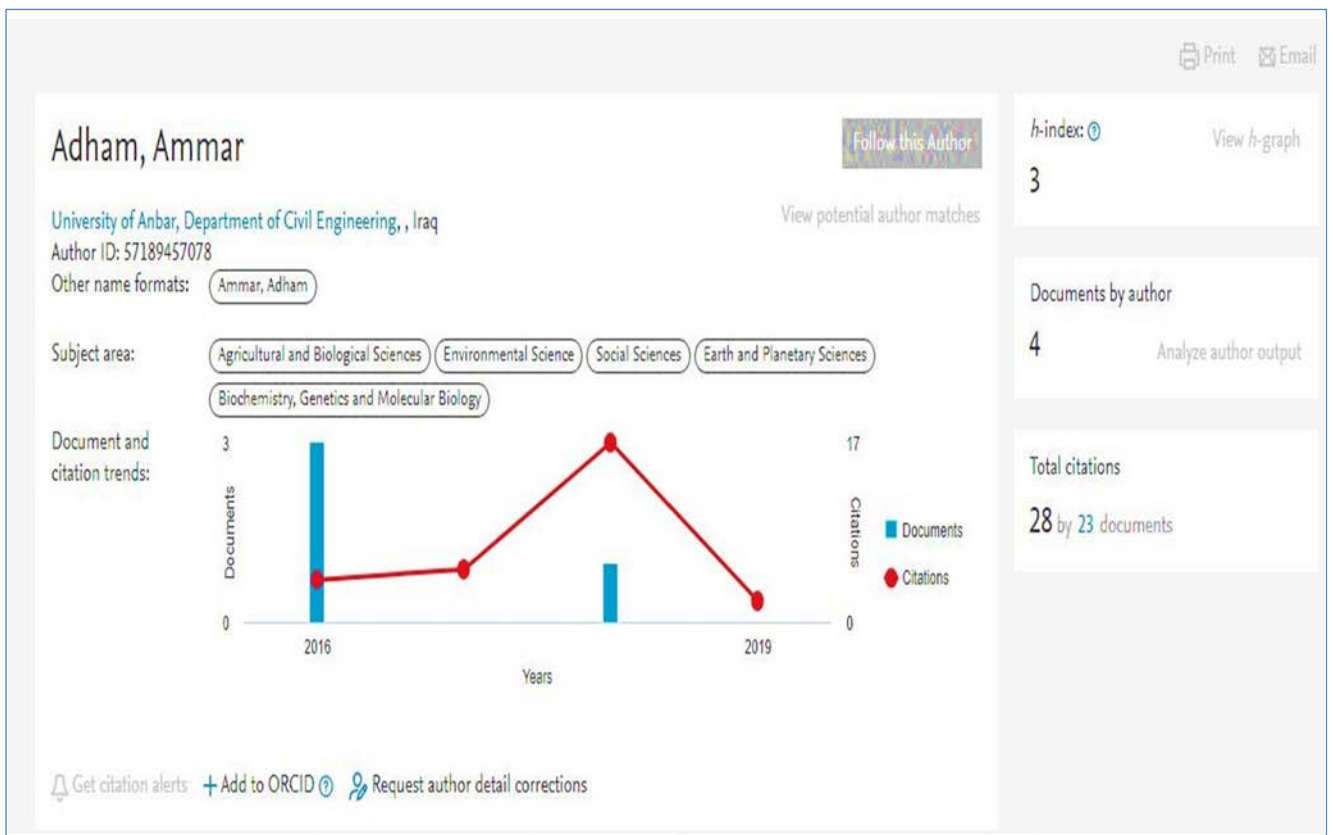 Print Email
Adham, Ammar
Follow this Author
h-index: ?
View h-graph
3
University of Anbar, Department of Civil Engineering, , Iraq
View potential author matches
Author ID: 57189457078
Other name formats: Ammar, Adham
Documents by author
4
Analyze author output
Subject area: Agricultural and Biological Sciences Environmental Science Social Sciences Earth and Planetary Sciences
Biochemistry, Genetics and Molecular Biology
Document and
citation trends:
3
17
Documents
Citations
Documents
Citations
0
0
2016
2019
Years
Total citations
28 by 23 documents
Get citation alerts + Add to ORCID ? Request author detail corrections